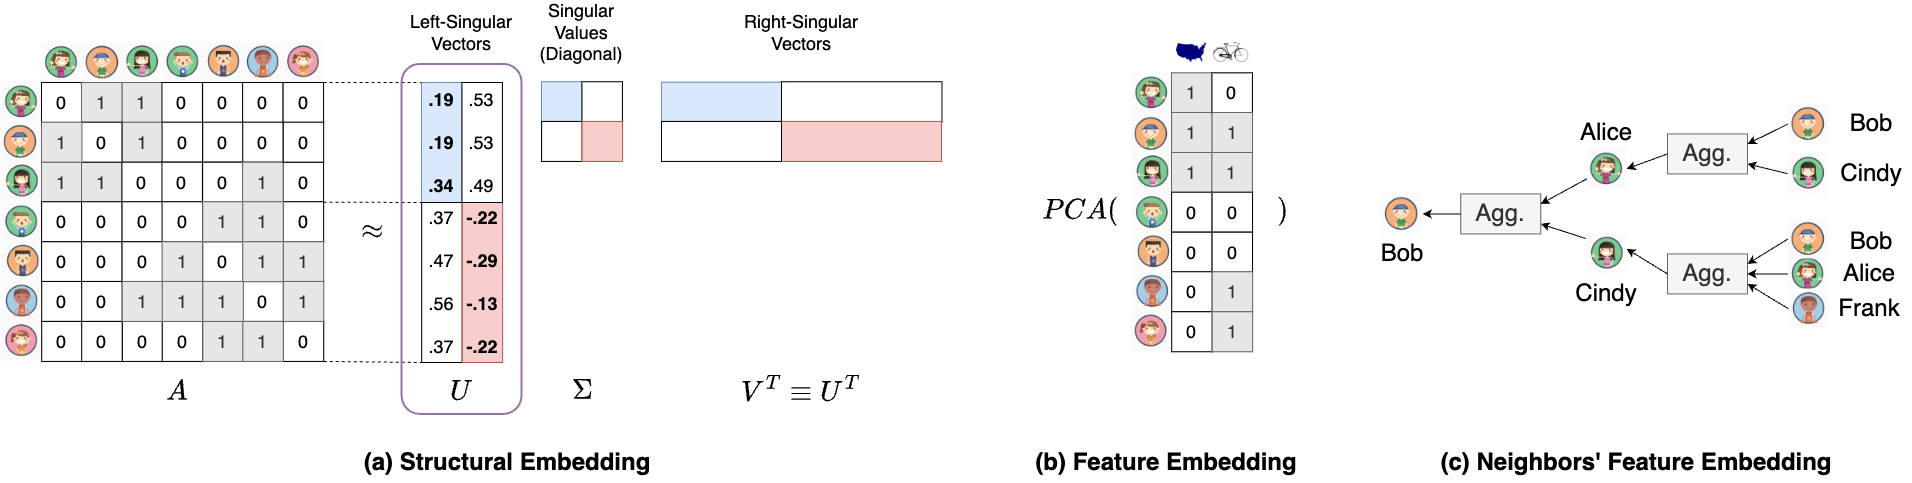 Left-Singular
Vectors
Singular
Values
(Diagonal)
Right-Singular
Vectors
0 1 1 0 0 0 0
1 0 1 0 0 0 0
1 1 0 0 0 1 0
0 0 0 0 1 1 0
0 0 0 1 0 1 1
0 0 1 1 1 0 1
0 0 0 0 1 1 0
A
≈
.19 .53
.19 .53
.34 .49
.37 -.22
.47 -.29
.56 -.13
.37 -.22
U
Σ
V^T ≡ U^T
(a) Structural Embedding
PCA(
1 0
1 1
1 1
0 0
0 0
0 1
0 1
)
(b) Feature Embedding
Bob
Agg.
Alice
Cindy
Agg.
Bob
Cindy
Agg.
Bob
Alice
Frank
(c) Neighbors' Feature Embedding